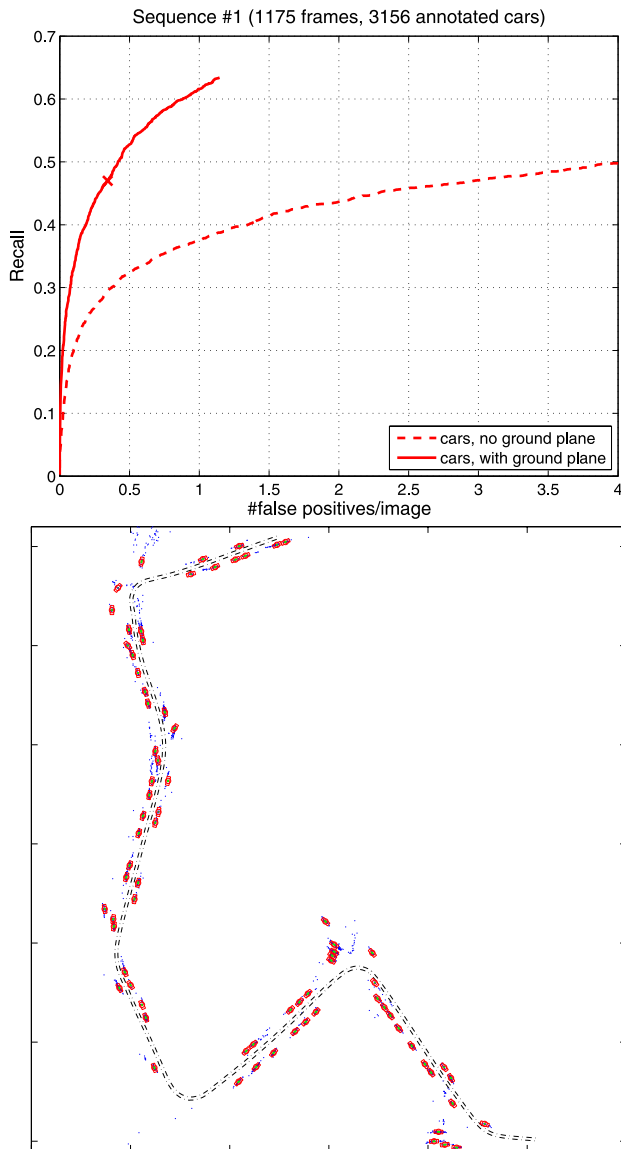 Sequence #1 (1175 frames, 3156 annotated cars)
0.7
0.6
0.5
0.4
0.3
0.2
0.1
0
Recall
cars, no ground plane
cars, with ground plane
0 0.5 1 1.5 2 2.5 3 3.5 4
#false positives/image